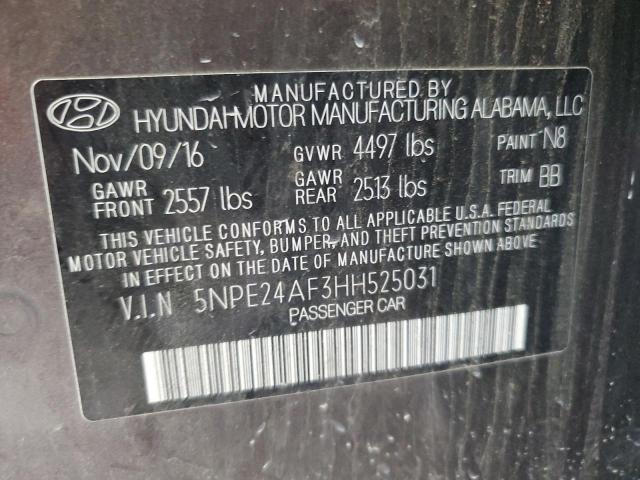 MANUFACTURED BY
HYUNDAI MOTOR MANUFACTURING ALABAMA, LLC
Nov/09/16 GVWR 4497 lbs PAINT N8
GAWR FRONT 2557 lbs GAWR REAR 2513 lbs TRIM BB
THIS VEHICLE CONFORMS TO ALL APPLICABLE U.S.A. FEDERAL
MOTOR VEHICLE SAFETY, BUMPER, AND THEFT PREVENTION STANDARDS
IN EFFECT ON THE DATE OF MANUFACTURE SHOWN ABOVE
V.I.N 5NPE24AF3HH525031
PASSENGER CAR